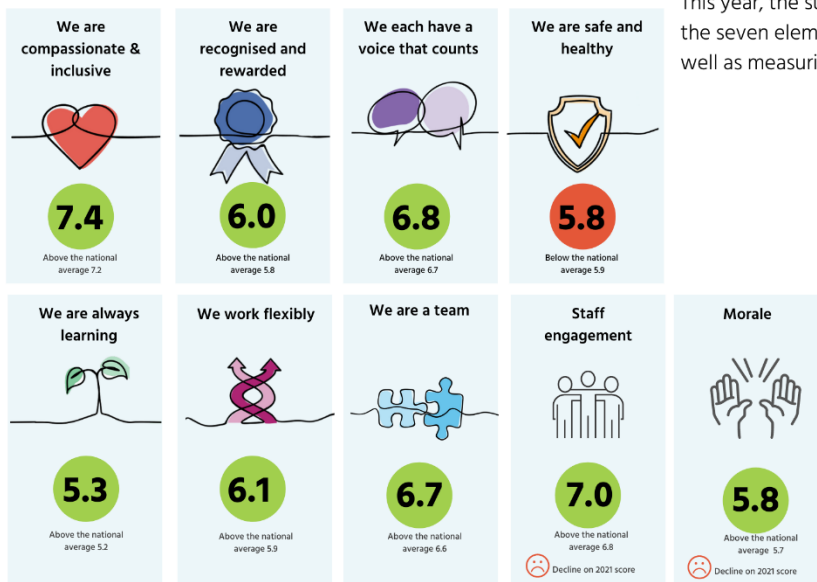 This year, the
the seven
well as
We are
compassionate &
inclusive
7.4
Above the national
average 7.2
We are
recognised and
rewarded
6.0
Above the national
average 5.8
We each have a
voice that counts
6.8
Above the national
average 6.7
We are safe and
healthy
5.8
Below the national
average 5.9
We are always
learning
5.3
Above the national
average 5.2
We work flexibly
6.1
Above the national
average 5.9
We are a team
6.7
Above the national
average 6.6
Staff
engagement
7.0
Above the national
average 6.8
Decline on 2021 score
Morale
5.8
Above the national
average 5.7
Decline on 2021 score